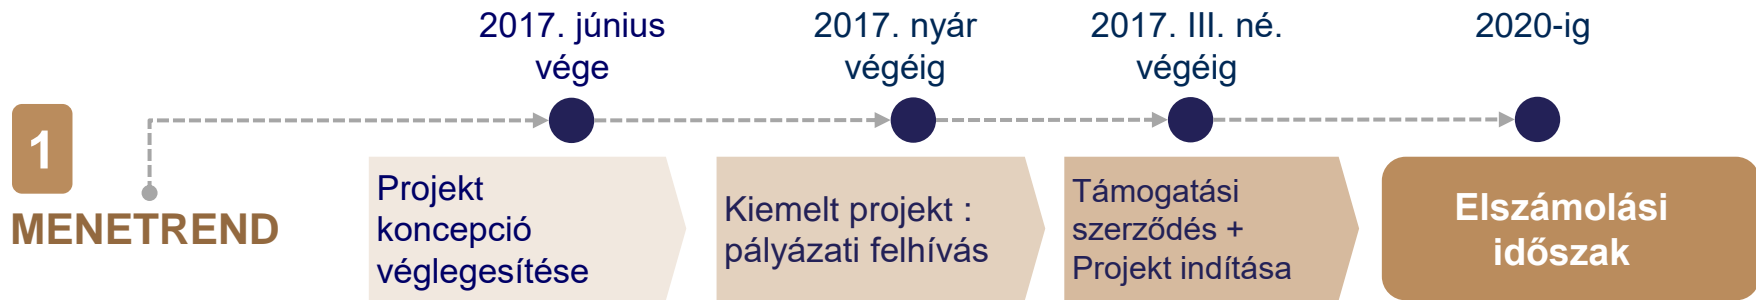 2017. június
vége
2017. nyár
végéig
2017. III. né.
végéig
2020-ig
1
MENETREND
Projekt
koncepció
véglegesítése
Kiemelt projekt :
pályázati felhívás
Támogatási
szerződés +
Projekt indítása
Elszámolási
időszak